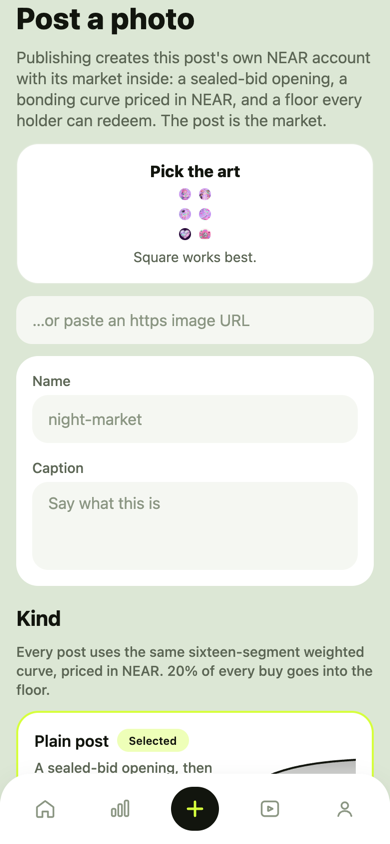 Post a photo
Publishing creates this post's own NEAR account
with its market inside: a sealed-bid opening, a
bonding curve priced in NEAR, and a floor every
holder can redeem. The post is the market.
Pick the art
Square works best.
...or paste an https image URL
Name
night-market
Caption
Say what this is
Kind
Every post uses the same sixteen-segment weighted
curve, priced in NEAR. 20% of every buy goes into the
floor.
Plain post
Selected
A sealed-bid opening, then